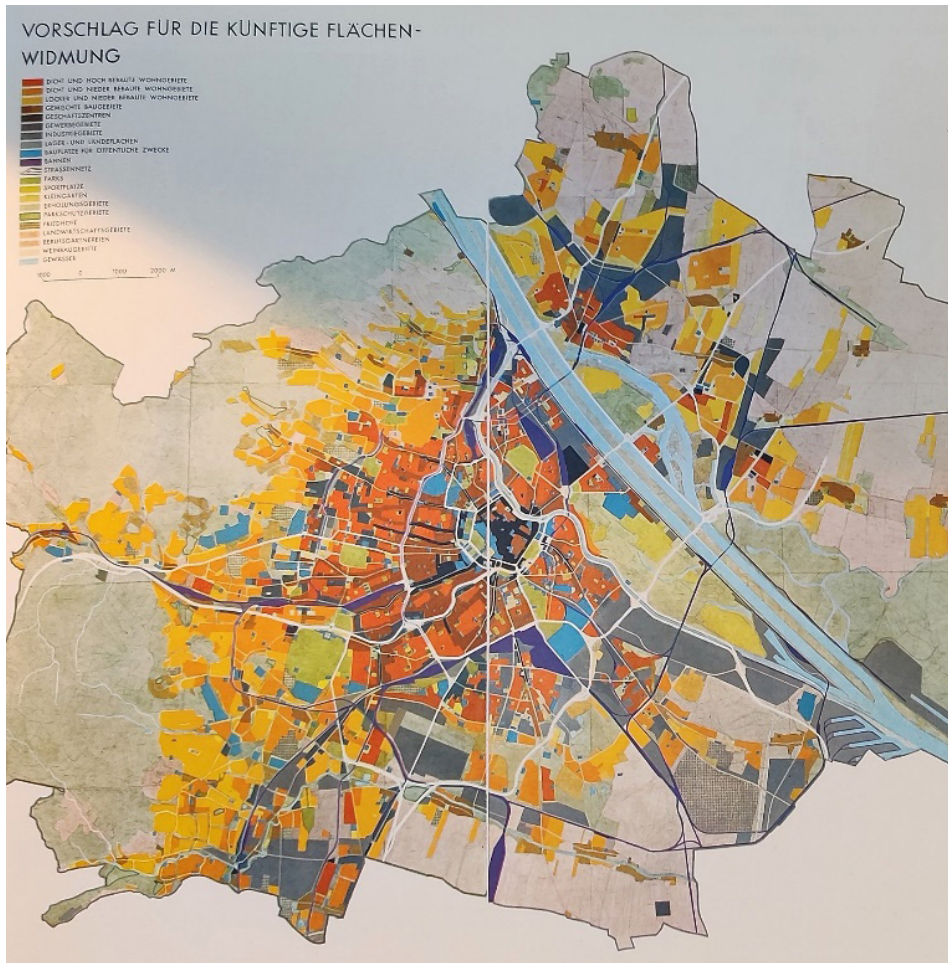 VORSCHLAG FÜR DIE KÜNFTIGE FLÄCHEN-
WIDMUNG
DICHT UND HOCH BEBAUTE WOHNGEBIETE
DICHT UND NIEDER BEBAUTE WOHNGEBIETE
LOCKER UND NIEDER BEBAUTE WOHNGEBIETE
GEMISCHTE BAUGEBIETE
GESCHÄFTSZENTREN
GEWERBEGEBIETE
INDUSTRIEGEBIETE
LAGER- UND LÄNDEFLÄCHEN
BAUPLÄTZE FÜR ÖFFENTLICHE ZWECKE
BAHNEN
STRASSENNETZ
PARKS
SPORTPLÄTZE
KLEINGÄRTEN
ERHOLUNGSGEBIETE
PARKSCHUTZGEBIETE
FRIEDHÖFE
LANDWIRTSCHAFTSGEBIETE
BERUFSGÄRTNEREIEN
WEINBAUGEBIETE
GEWÄSSER
1000 0 1000 2000 M